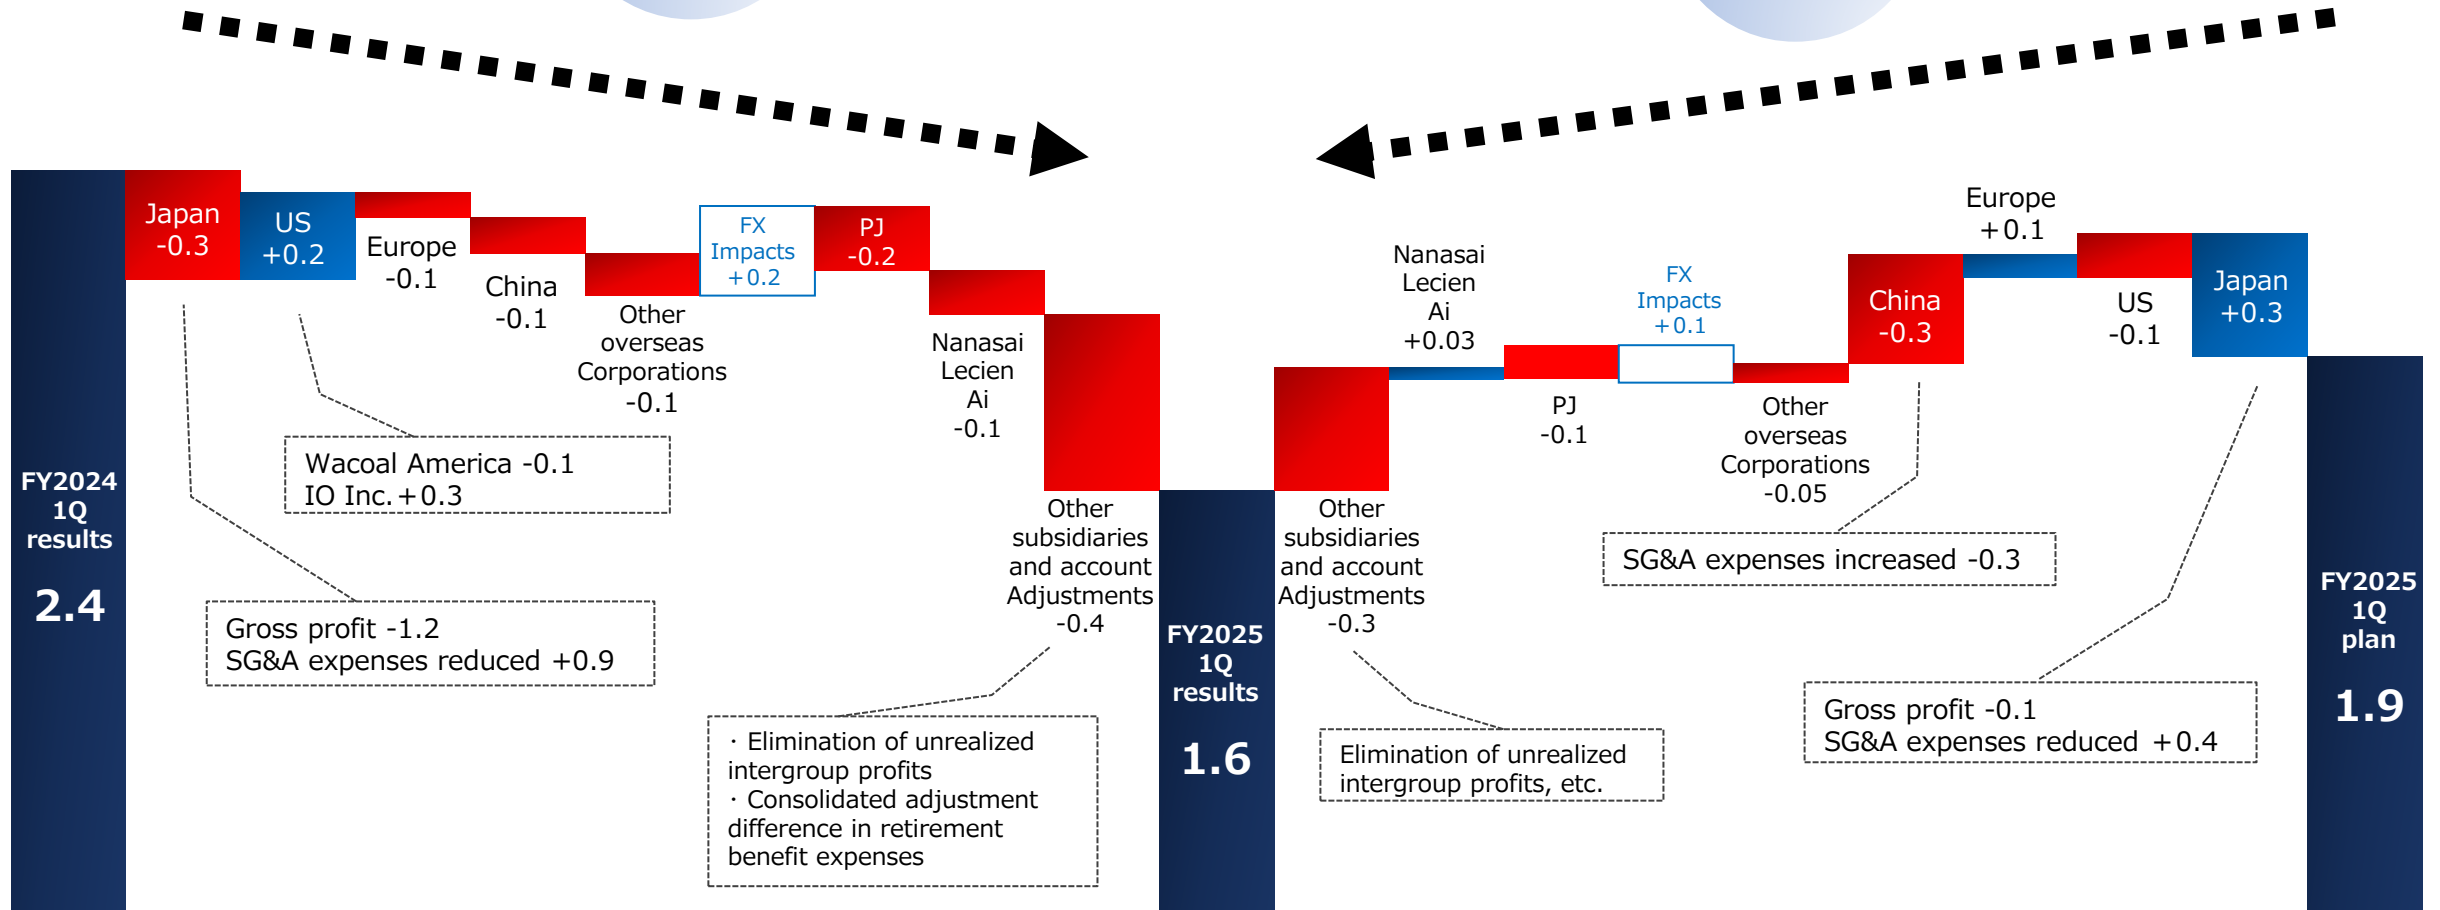 FY2024
1Q
results
2.4
Japan
-0.3
US
+0.2
Europe
-0.1
China
-0.1
Other
overseas
Corporations
-0.1
FX
Impacts
+0.2
PJ
-0.2
Nanasai
Lecien
Ai
-0.1
Other
subsidiaries
and account
Adjustments
-0.4
Wacoal America -0.1
IO Inc.+0.3
Gross profit -1.2
SG&A expenses reduced +0.9
・Elimination of unrealized
intergroup profits
・Consolidated adjustment
difference in retirement
benefit expenses
FY2025
1Q
results
1.6
Other
subsidiaries
and account
Adjustments
-0.3
Nanasai
Lecien
Ai
+0.03
PJ
-0.1
FX
Impacts
+0.1
Other
overseas
Corporations
-0.05
China
-0.3
Europe
+0.1
US
-0.1
Japan
+0.3
Elimination of unrealized
intergroup profits, etc.
SG&A expenses increased -0.3
Gross profit -0.1
SG&A expenses reduced +0.4
FY2025
1Q
plan
1.9